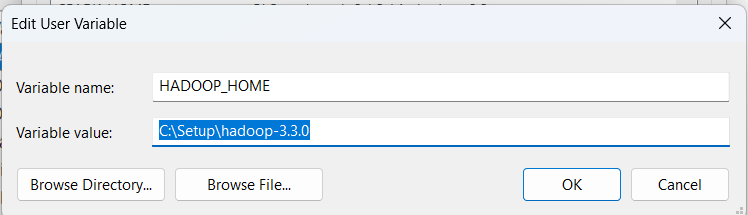 Edit User Variable
Variable name:
HADOOP_HOME
Variable value:
C:\Setup\hadoop-3.3.0
Browse Directory...
Browse File...
OK
Cancel